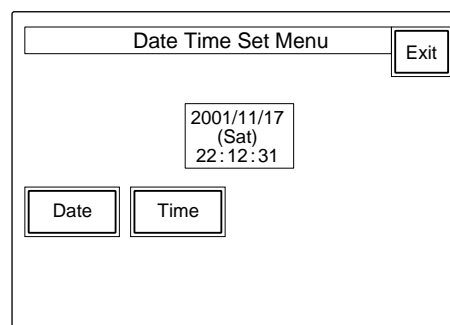 Date Time Set Menu
Exit
2001/11/17
(Sat)
22:12:31
Date
Time